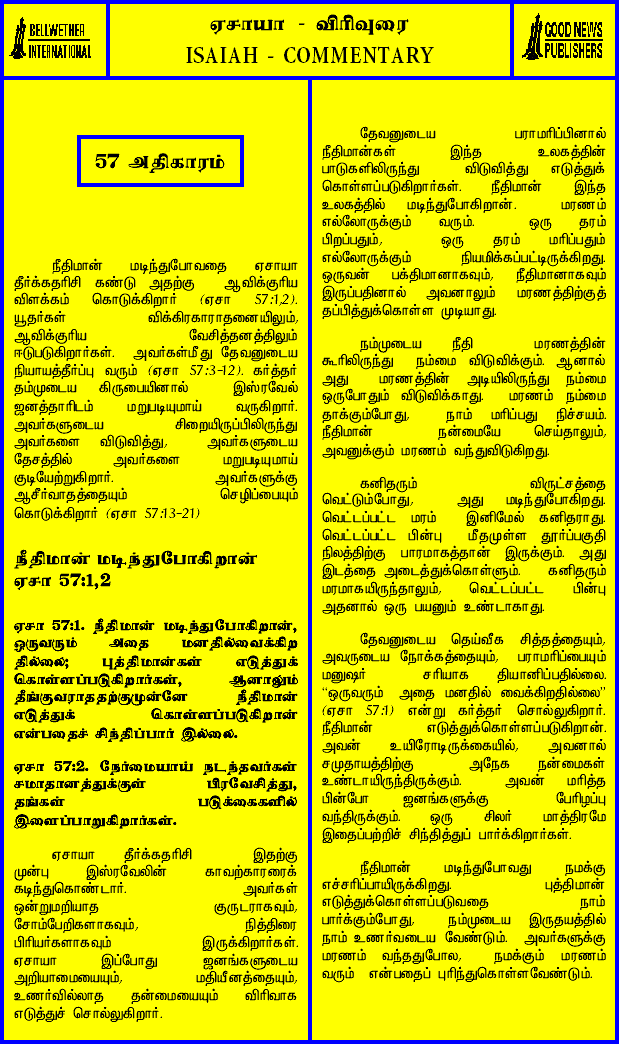 BELLWETHER
INTERNATIONAL
ஏசாயா - விரிவுரை
ISAIAH - COMMENTARY
GOOD NEWS
PUBLISHERS
57 அதிகாரம்
நீதிமான் மடிந்துபோவதை ஏசாயா
தீர்க்கதரிசி கண்டு அதற்கு ஆவிக்குரிய
விளக்கம் கொடுக்கிறார் (ஏசா 57:1,2).
யூதர்கள் விக்கிரகாராதனையிலும்,
ஆவிக்குரிய வேசித்தனத்திலும்
ஈடுபடுகிறார்கள். அவர்கள்மீது தேவனுடைய
நியாயத்தீர்ப்பு வரும் (ஏசா 57:3-12). கர்த்தர்
தம்முடைய கிருபையினால் இஸ்ரவேல்
ஜனத்தாரிடம் மறுபடியுமாய் வருகிறார்.
அவர்களுடைய சிறையிருப்பிலிருந்து
அவர்களை விடுவித்து, அவர்களுடைய
தேசத்தில் அவர்களை மறுபடியுமாய்
குடியேற்றுகிறார். அவர்களுக்கு
ஆசீர்வாதத்தையும் செழிப்பையும்
கொடுக்கிறார் (ஏசா 57:13-21)
நீதிமான் மடிந்துபோகிறான்
ஏசா 57:1,2
ஏசா 57:1. நீதிமான் மடிந்துபோகிறான்,
ஒருவரும் அதை மனதில்வைக்கிற
தில்லை; புத்திமான்கள் எடுத்துக்
கொள்ளப்படுகிறார்கள், ஆனாலும்
தீங்குவராததற்குமுன்னே நீதிமான்
எடுத்துக் கொள்ளப்படுகிறான்
என்பதைச் சிந்திப்பார் இல்லை.
ஏசா 57:2. நேர்மையாய் நடந்தவர்கள்
சமாதானத்துக்குள் பிரவேசித்து,
தங்கள் படுக்கைகளில்
இளைப்பாறுகிறார்கள்.
ஏசாயா தீர்க்கதரிசி இதற்கு
முன்பு இஸ்ரவேலின் காவற்காரரைக்
கடிந்துகொண்டார். அவர்கள்
ஒன்றுமறியாத குருடராகவும்,
சோம்பேறிகளாகவும், நித்திரை
பிரியர்களாகவும் இருக்கிறார்கள்.
ஏசாயா இப்போது ஜனங்களுடைய
அறியாமையையும், மதியீனத்தையும்,
உணர்வில்லாத தன்மையையும் விரிவாக
எடுத்துச் சொல்லுகிறார்.
தேவனுடைய பராமரிப்பினால்
நீதிமான்கள் இந்த உலகத்தின்
பாடுகளிலிருந்து விடுவித்து எடுத்துக்
கொள்ளப்படுகிறார்கள். நீதிமான் இந்த
உலகத்தில் மடிந்துபோகிறான். மரணம்
எல்லோருக்கும் வரும். ஒரு தரம்
பிறப்பதும், ஒரு தரம் மரிப்பதும்
எல்லோருக்கும் நியமிக்கப்பட்டிருக்கிறது.
ஒருவன் பக்திமானாகவும், நீதிமானாகவும்
இருப்பதினால் அவனாலும் மரணத்திற்குத்
தப்பித்துக்கொள்ள முடியாது.
நம்முடைய நீதி மரணத்தின்
கூரிலிருந்து நம்மை விடுவிக்கும். ஆனால்
அது மரணத்தின் அடியிலிருந்து நம்மை
ஒருபோதும் விடுவிக்காது. மரணம் நம்மை
தாக்கும்போது, நாம் மரிப்பது நிச்சயம்.
நீதிமான் நன்மையே செய்தாலும்,
அவனுக்கும் மரணம் வந்துவிடுகிறது.
கனிதரும் விருட்சத்தை
வெட்டும்போது, அது மடிந்துபோகிறது.
வெட்டப்பட்ட மரம் இனிமேல் கனிதராது.
வெட்டப்பட்ட பின்பு மீதமுள்ள தூர்ப்பகுதி
நிலத்திற்கு பாரமாகத்தான் இருக்கும். அது
இடத்தை அடைத்துக்கொள்ளும். கனிதரும்
மரமாகயிருந்தாலும், வெட்டப்பட்ட பின்பு
அதனால் ஒரு பயனும் உண்டாகாது.
தேவனுடைய தெய்வீக சித்தத்தையும்,
அவருடைய நோக்கத்தையும், பராமரிப்பையும்
மனுஷர் சரியாக தியானிப்பதில்லை.
“ஒருவரும் அதை மனதில் வைக்கிறதில்லை”
(ஏசா 57:1) என்று கர்த்தர் சொல்லுகிறார்.
நீதிமான் எடுத்துக்கொள்ளப்படுகிறான்.
அவன் உயிரோடிருக்கையில், அவனால்
சமுதாயத்திற்கு அநேக நன்மைகள்
உண்டாயிருந்திருக்கும். அவன் மரித்த
பின்போ ஜனங்களுக்கு பேரிழப்பு
வந்திருக்கும். ஒரு சிலர் மாத்திரமே
இதைப்பற்றிச் சிந்தித்துப் பார்க்கிறார்கள்.
நீதிமான் மடிந்துபோவது நமக்கு
எச்சரிப்பாயிருக்கிறது. புத்திமான்
எடுத்துக்கொள்ளப்படுவதை நாம்
பார்க்கும்போது, நம்முடைய இருதயத்தில்
நாம் உணர்வடைய வேண்டும். அவர்களுக்கு
மரணம் வந்ததுபோல, நமக்கும் மரணம்
வரும் என்பதைப் புரிந்துகொள்ளவேண்டும்.